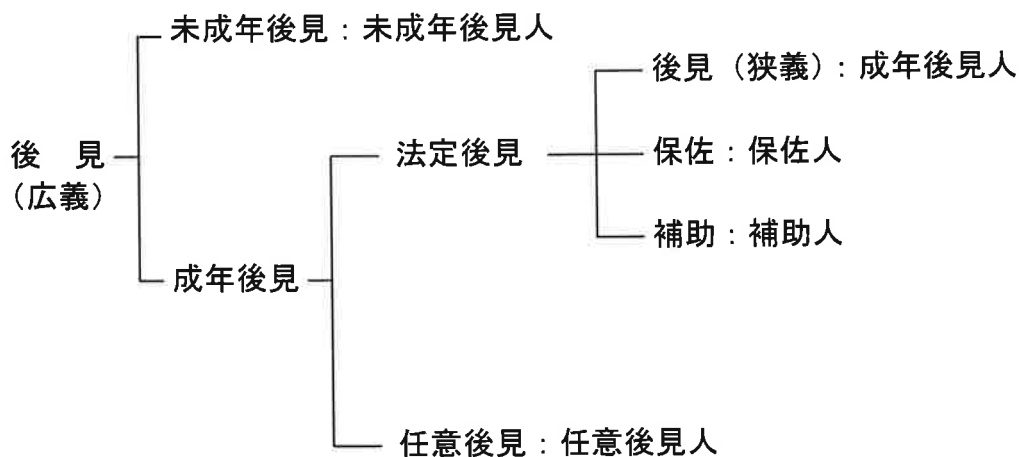 未成年後見：未成年後見人
後見（狭義）：成年後見人
後　見
（広義）
法定後見
保佐：保佐人
補助：補助人
成年後見
任意後見：任意後見人